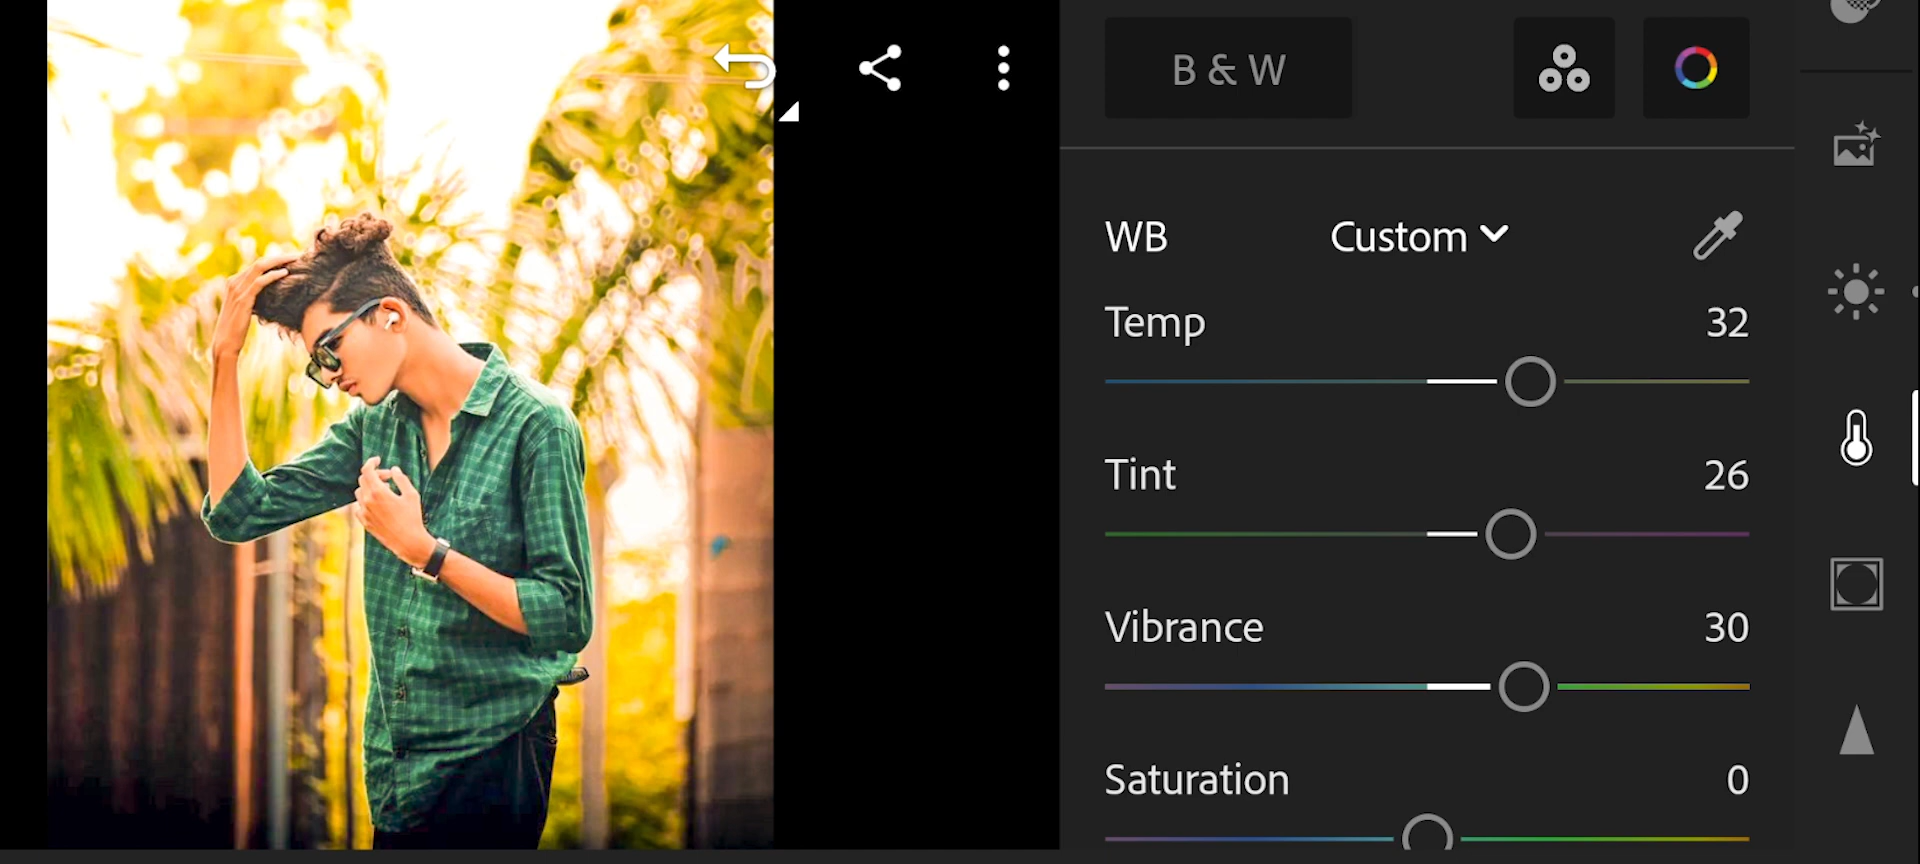 B & W
WB Custom
Temp 32
Tint 26
Vibrance 30
Saturation 0